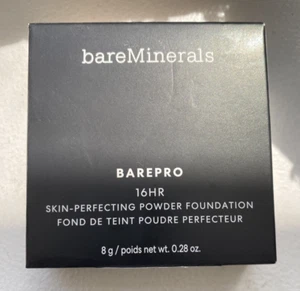 bareMinerals
BAREPRO
16HR
SKIN-PERFECTING POWDER FOUNDATION
FOND DE TEINT POUDRE PERFECTEUR
8 g / poids net wt. 0.28 oz.